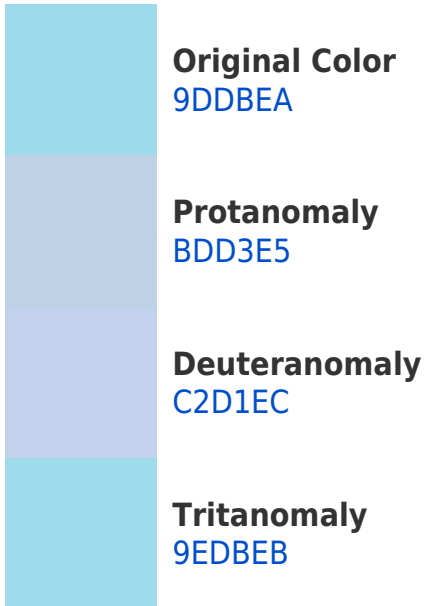 Original Color
9DDBEA
Protanomaly
BDD3E5
Deuteranomaly
C2D1EC
Tritanomaly
9EDBEB